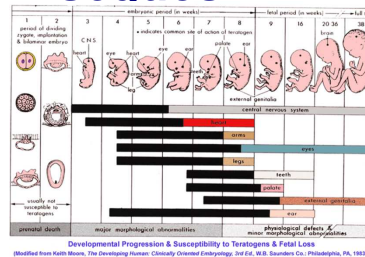 embryonic period (in weeks)
fetal period (in weeks)
1 2 3 4 5 6 7 8 9 16 20 36 38
period of dividing
zygote, implantation
& bilaminar embryo
• indicates common site of action of teratogen
C.N.S.
heart
eye
heart
leg
eye
ear
teeth
palate
ear
external genitalia
brain
central nervous system
heart
arms
eyes
legs
teeth
palate
external genitalia
ear
usually not
susceptible to
teratogens
prenatal death
major morphological abnormalities
physiological defects &
minor morphological abnormalities
Developmental Progression & Susceptibility to Teratogens & Fetal Loss
(Modified from Keith Moore, The Developing Human: Clinically Oriented Embryology, 3rd Ed., W.B. Saunders Co.: Philadelphia, PA, 1983